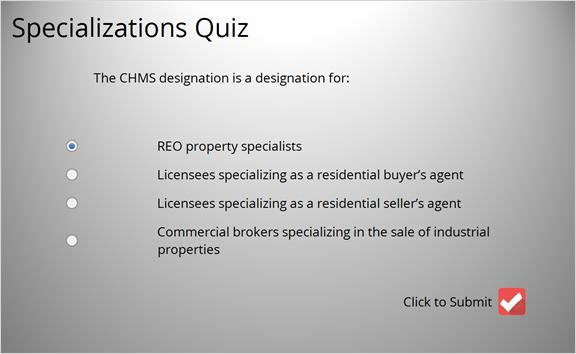 Specializations Quiz
The CHMS designation is a designation for:
REO property specialists
Licensees specializing as a residential buyer’s agent
Licensees specializing as a residential seller’s agent
Commercial brokers specializing in the sale of industrial
properties
Click to Submit